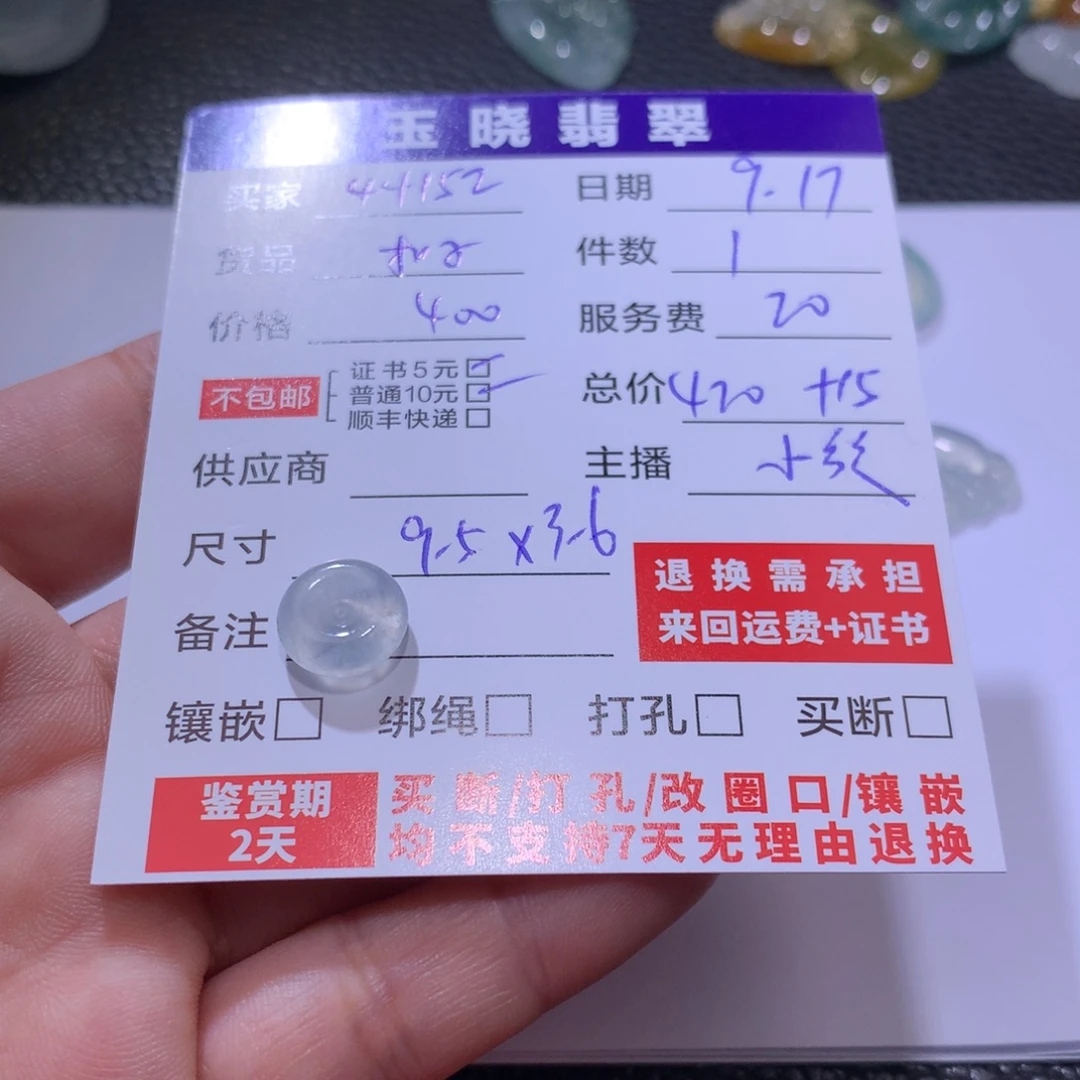 玉晓翡翠
买家 44152 日期 9.17
货品 扣子 件数 1
价格 400 服务费 20
不包邮 证书5元☑
普通10元☑
顺丰快递□
总价 420 +15
供应商 主播 小
尺寸 9.5 x 3.6
备注
退换需承担
来回运费+证书
镶嵌□ 绑绳□ 打孔□ 买断□
鉴赏期
2天
买断/打孔/改圈口/镶嵌
均不支持7天无理由退换